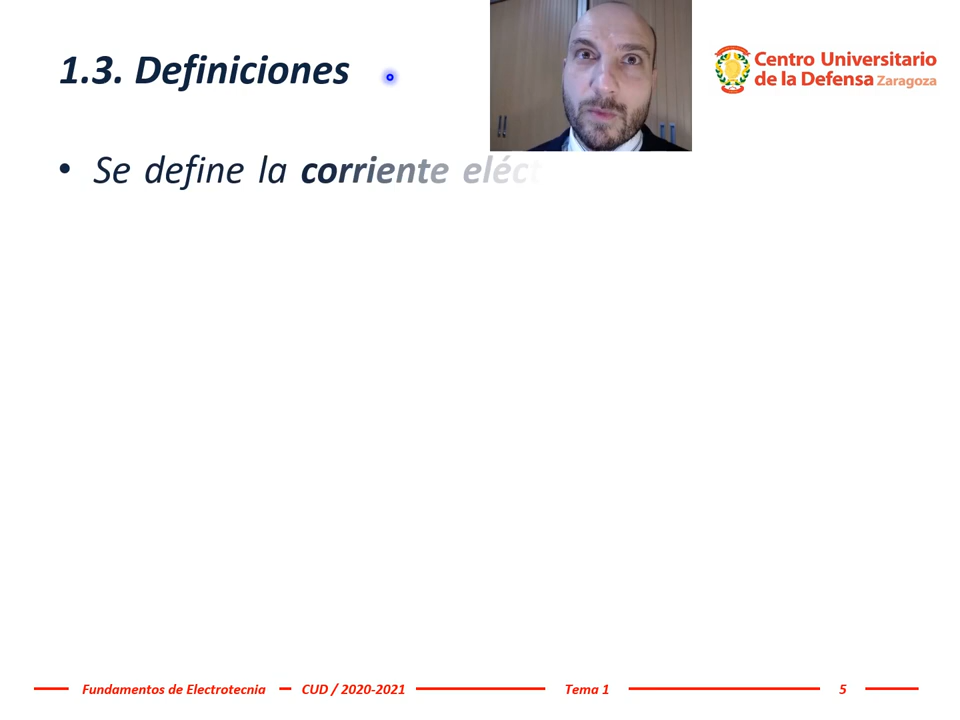 1.3. Definiciones
Centro Universitario
de la Defensa Zaragoza
• Se define la corriente eléct
Fundamentos de Electrotecnia
CUD / 2020-2021
Tema 1
5